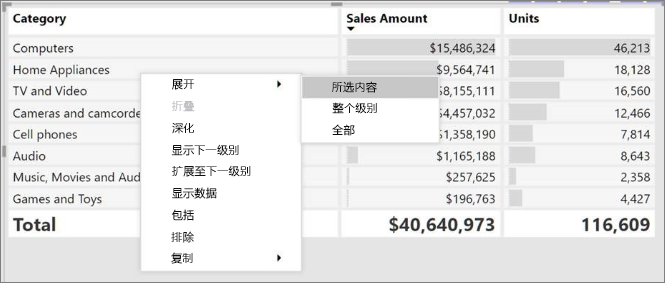 Category Sales Amount Units
Computers $15,486,324 46,213
Home Appliances $9,564,741 18,128
TV and Video $8,155,111 16,560
Cameras and camcorde $4,457,032 12,466
Cell phones $1,358,190 7,814
Audio $1,165,188 8,643
Music, Movies and Aud $257,625 2,358
Games and Toys $196,763 4,427
Total $40,640,973 116,609
展开
折叠
深化
显示下一级别
扩展至下一级别
显示数据
包括
排除
复制
所选内容
整个级别
全部